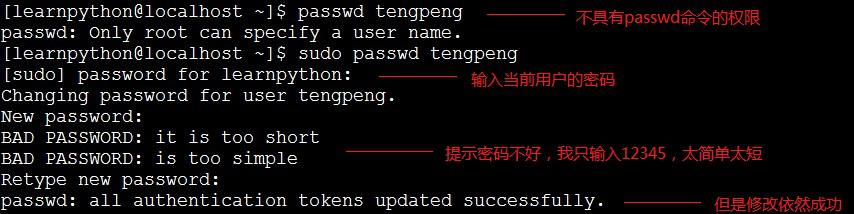 [learnpython@localhost ~]$ passwd tengpeng 不具有passwd命令的权限
passwd: Only root can specify a user name.
[learnpython@localhost ~]$ sudo passwd tengpeng
[sudo] password for learnpython: 输入当前用户的密码
Changing password for user tengpeng.
New password:
BAD PASSWORD: it is too short
BAD PASSWORD: is too simple 提示密码不好，我只输入12345，太简单太短
Retype new password:
passwd: all authentication tokens updated successfully. 但是修改依然成功